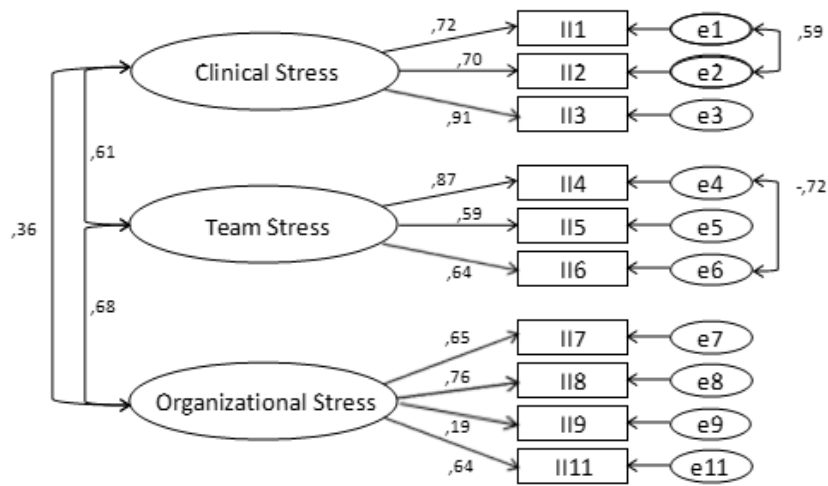 ,72 II1 e1 ,59
Clinical Stress ,70 II2 e2
,91 II3 e3
,61
,87 II4 e4 -,72
,36 Team Stress ,59 II5 e5
,64 II6 e6
,68
,65 II7 e7
,76 II8 e8
Organizational Stress ,19 II9 e9
,64 II11 e11